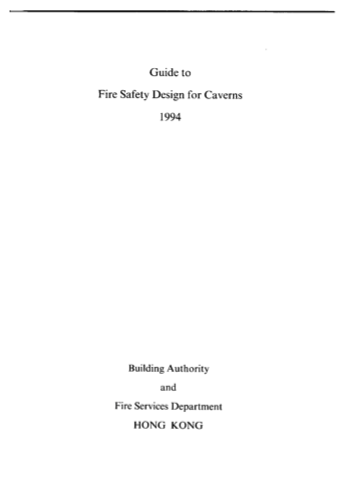 Guide to
Fire Safety Design for Caverns
1994
Building Authority
and
Fire Services Department
HONG KONG